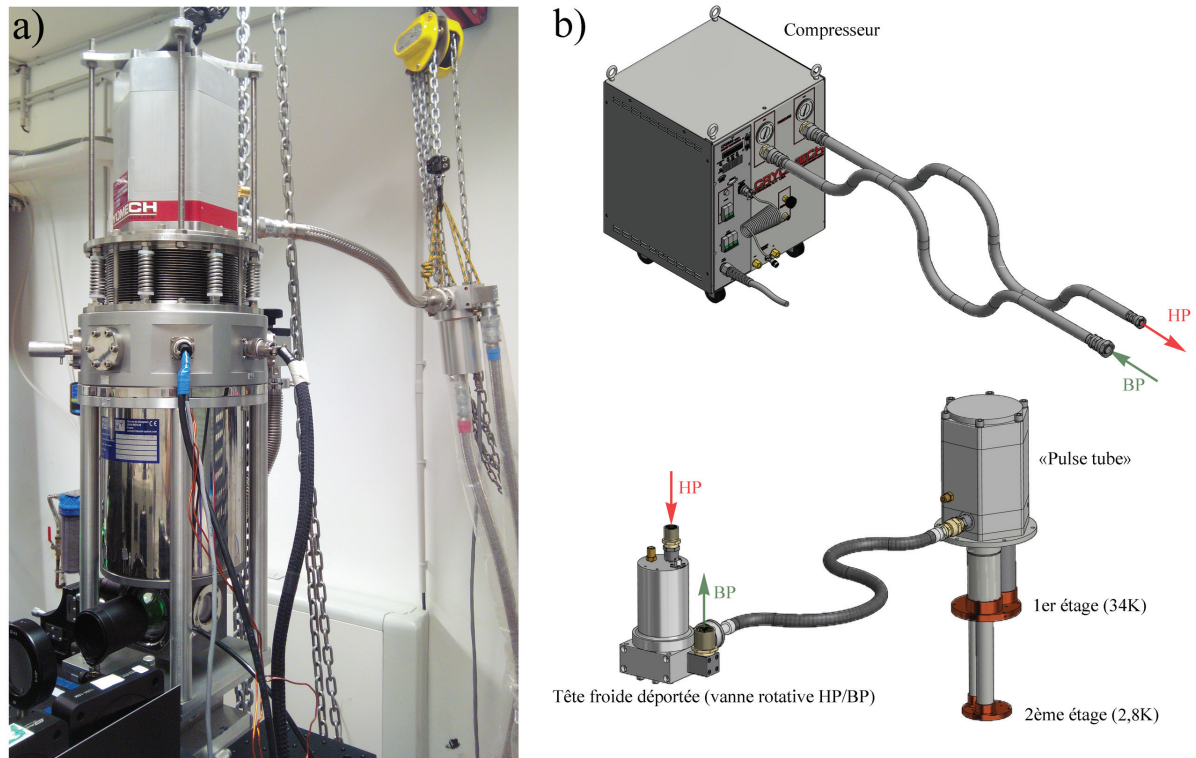 a)
b)
Compresseur
HP
BP
HP
BP
«Pulse tube»
1er étage (34K)
Tête froide déportée (vanne rotative HP/BP)
2ème étage (2,8K)